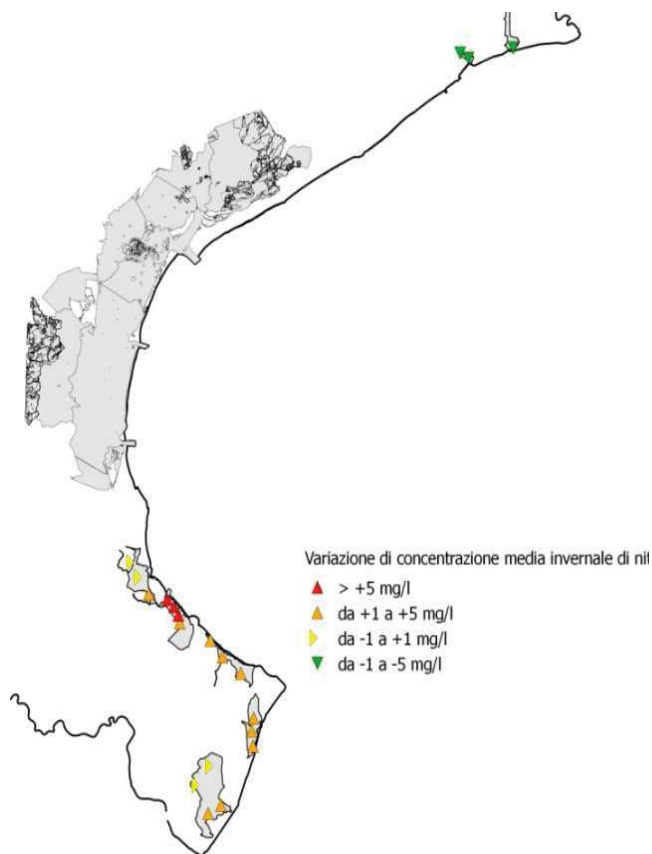 Variazione di concentrazione media invernale di
> +5 mg/l
da +1 a +5 mg/l
da -1 a +1 mg/l
da -1 a -5 mg/l